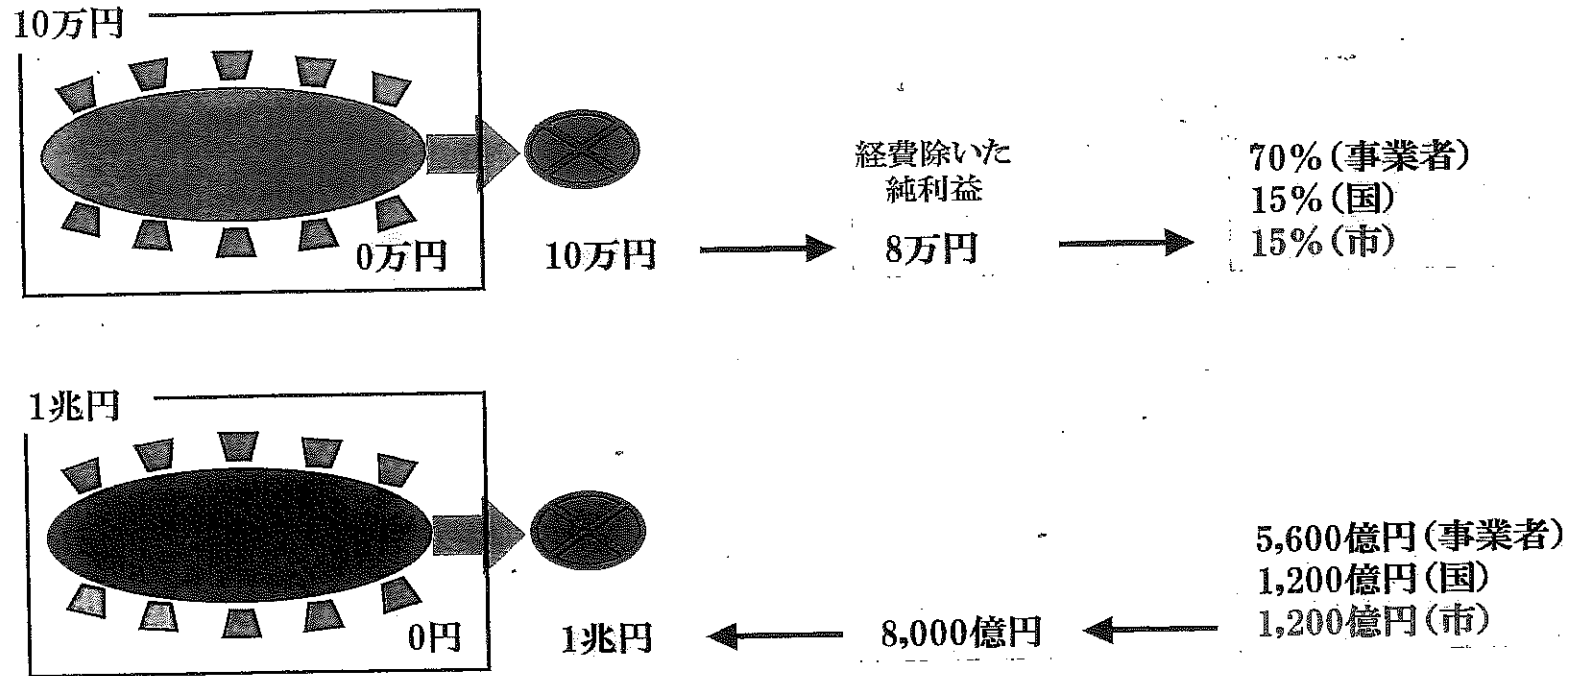 10万円
0万円
10万円
経費除いた
純利益
8万円
70%(事業者)
15%(国)
15%(市)
1兆円
0円
1兆円
8,000億円
5,600億円(事業者)
1,200億円(国)
1,200億円(市)